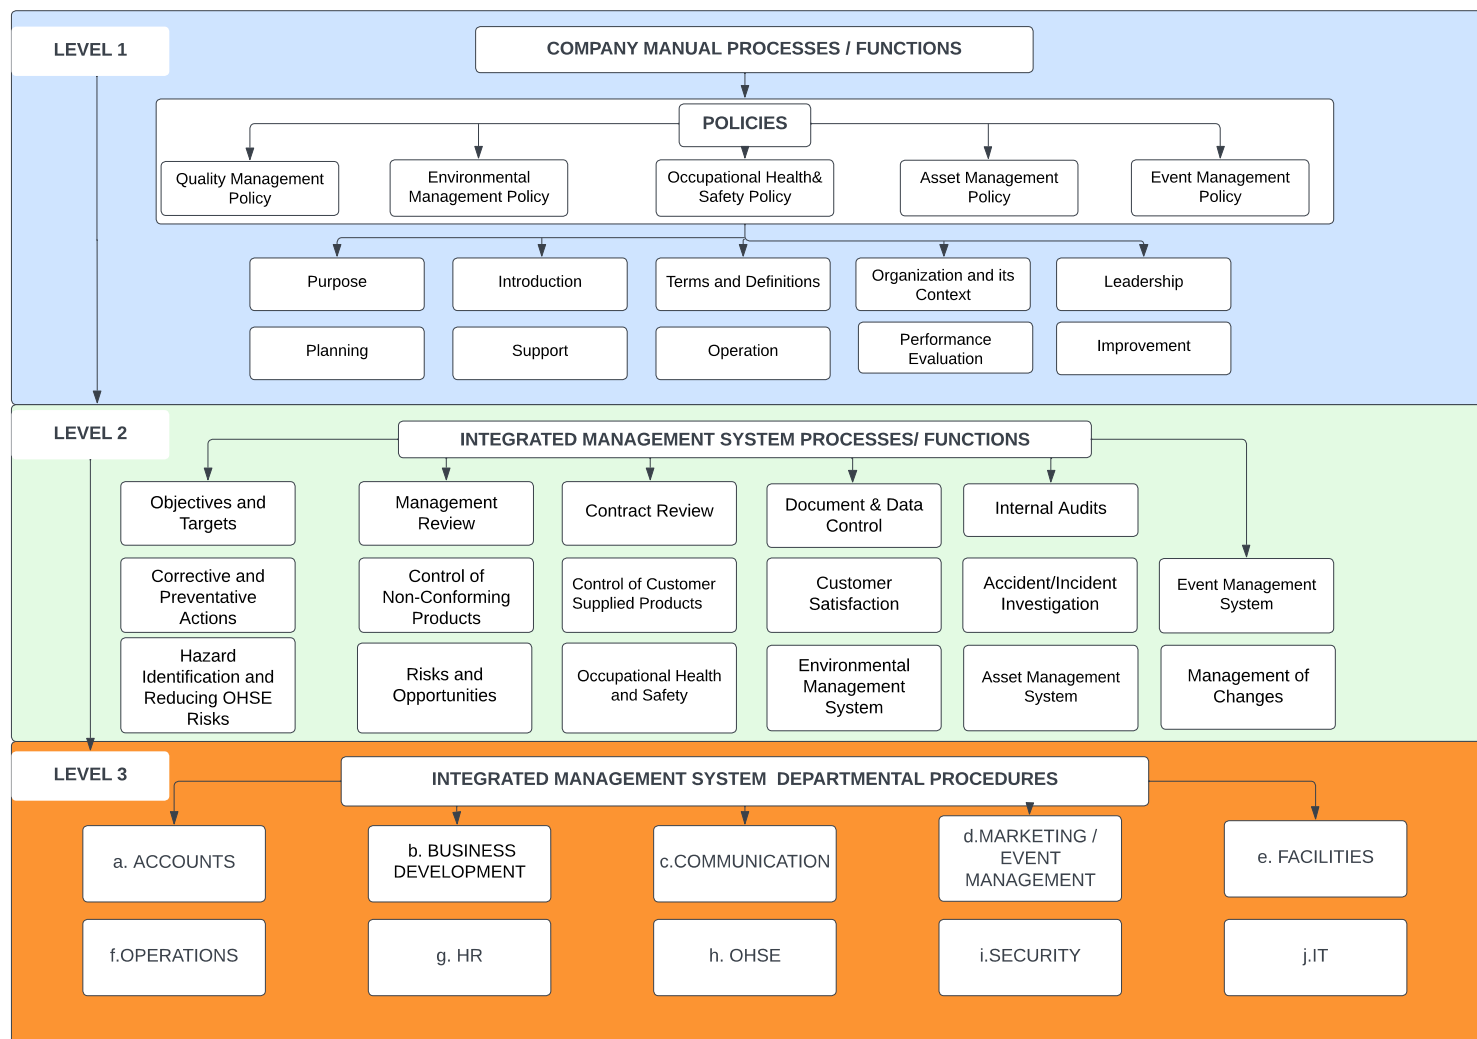 LEVEL 1
COMPANY MANUAL PROCESSES / FUNCTIONS
POLICIES
Quality Management
Policy
Environmental
Management Policy
Occupational Health&
Safety Policy
Asset Management
Policy
Event Management
Policy
Purpose
Introduction
Terms and Definitions
Organization and its
Context
Leadership
Planning
Support
Operation
Performance
Evaluation
Improvement
LEVEL 2
INTEGRATED MANAGEMENT SYSTEM PROCESSES/ FUNCTIONS
Objectives and
Targets
Management
Review
Contract Review
Document & Data
Control
Internal Audits
Corrective and
Preventative
Actions
Control of
Non-Conforming
Products
Control of Customer
Supplied Products
Customer
Satisfaction
Accident/Incident
Investigation
Event Management
System
Hazard
Identification and
Reducing OHSE
Risks
Risks and
Opportunities
Occupational Health
and Safety
Environmental
Management
System
Asset Management
System
Management of
Changes
LEVEL 3
INTEGRATED MANAGEMENT SYSTEM  DEPARTMENTAL PROCEDURES
a. ACCOUNTS
b. BUSINESS
DEVELOPMENT
c.COMMUNICATION
d.MARKETING /
EVENT
MANAGEMENT
e. FACILITIES
f.OPERATIONS
g. HR
h. OHSE
i.SECURITY
j.IT